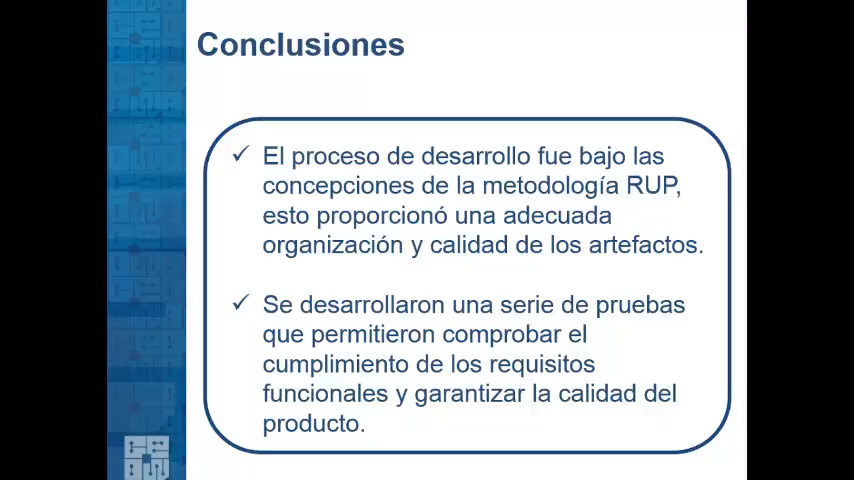 Conclusiones
✓ El proceso de desarrollo fue bajo las
concepciones de la metodología RUP,
esto proporcionó una adecuada
organización y calidad de los artefactos.
✓ Se desarrollaron una serie de pruebas
que permitieron comprobar el
cumplimiento de los requisitos
funcionales y garantizar la calidad del
producto.